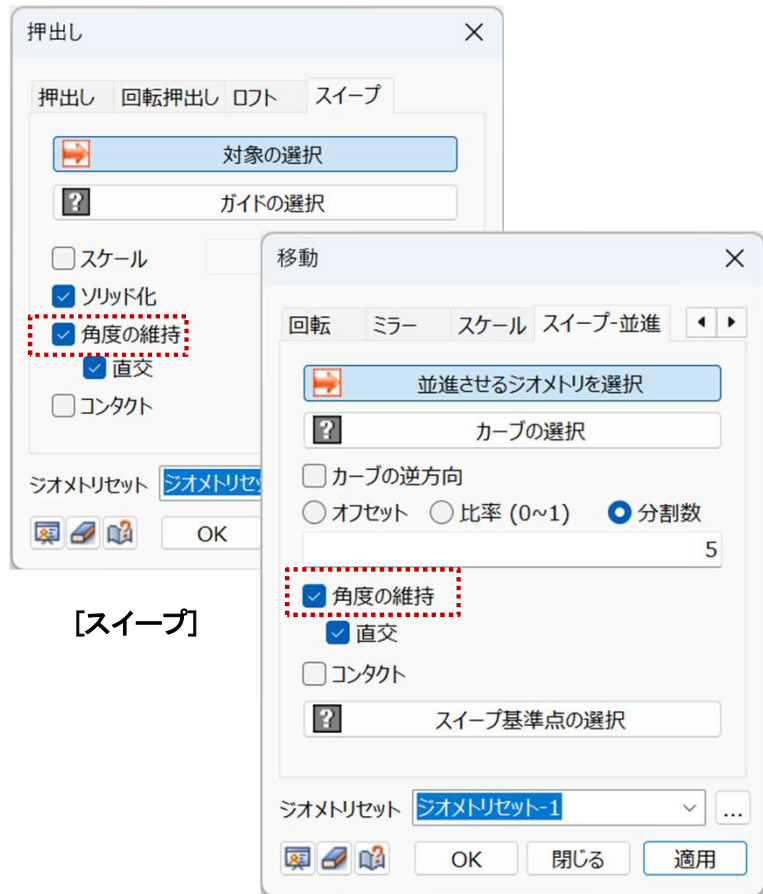 押出し
押出し 回転押出し ロフト スイープ
対象の選択
ガイドの選択
スケール
ソリッド化
角度の維持
直交
コンタクト
ジオメトリセット ジオメトリセッ
OK
[スイープ]
移動
回転 ミラー スケール スイープ-並進
並進させるジオメトリを選択
カーブの選択
カーブの逆方向
オフセット 比率 (0~1) 分割数
5
角度の維持
直交
コンタクト
スイープ基準点の選択
ジオメトリセット ジオメトリセット-1 ...
OK 閉じる 適用